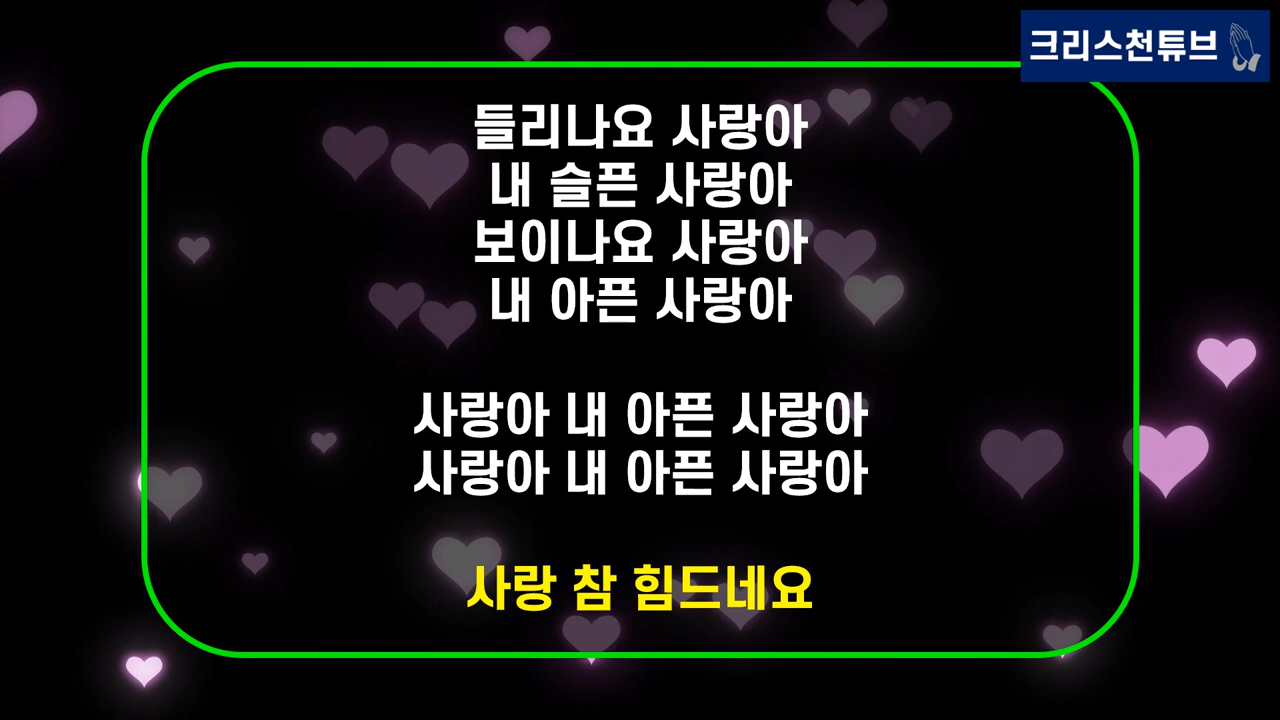 크리스천튜브
들리나요 사랑아
내 슬픈 사랑아
보이나요 사랑아
내 아픈 사랑아
사랑아 내 아픈 사랑아
사랑아 내 아픈 사랑아
사랑 참 힘드네요